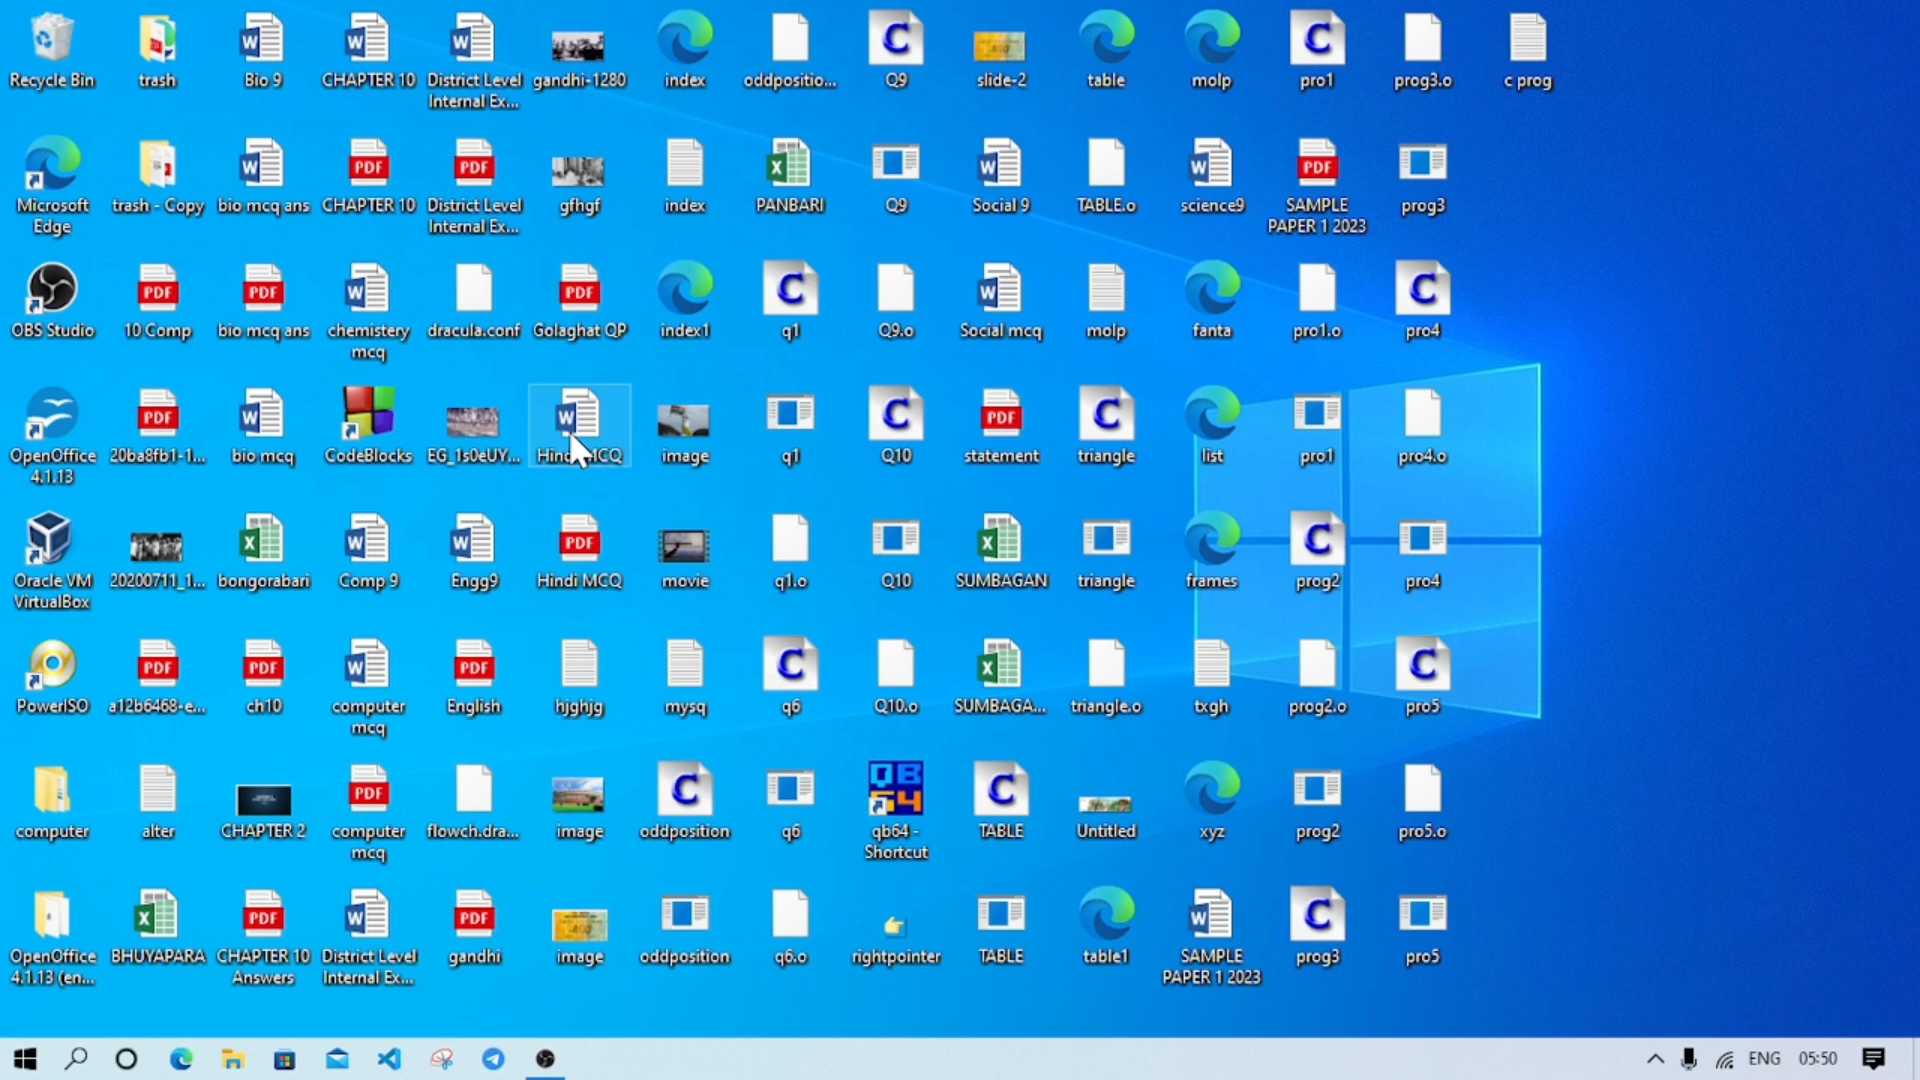 Recycle Bin
trash
Bio 9
CHAPTER 10
District Level
Internal Ex...
gandhi-1280
index
oddpositio...
Q9
slide-2
table
molp
pro1
prog3.o
c prog
Microsoft
Edge
trash - Copy
bio mcq ans
CHAPTER 10
District Level
Internal Ex...
gfhgf
index
PANBARI
Q9
Social 9
TABLE.o
science9
SAMPLE
PAPER 1 2023
prog3
OBS Studio
10 Comp
bio mcq ans
chemistery
mcq
dracula.conf
Golaghat QP
index1
q1
Q9.o
Social mcq
molp
fanta
pro1.o
pro4
OpenOffice
4.1.13
20ba8fb1-1...
bio mcq
CodeBlocks
EG_1s0eUY...
Hindi MCQ
image
q1
Q10
statement
triangle
list
pro1
pro4.o
Oracle VM
VirtualBox
20200711_1...
bongorabari
Comp 9
Engg9
Hindi MCQ
movie
q1.o
Q10
SUMBAGAN
triangle
frames
prog2
pro4
PowerISO
a12b6468-e...
ch10
computer
mcq
English
hjghjg
mysq
q6
Q10.o
SUMBAGA...
triangle.o
txgh
prog2.o
pro5
computer
alter
CHAPTER 2
computer
mcq
flowch.dra...
image
oddposition
q6
qb64 -
Shortcut
TABLE
Untitled
xyz
prog2
pro5.o
OpenOffice
4.1.13 (en...
BHUYAPARA
CHAPTER 10
Answers
District Level
Internal Ex...
gandhi
image
oddposition
q6.o
rightpointer
TABLE
table1
SAMPLE
PAPER 1 2023
prog3
pro5
ENG
05:50